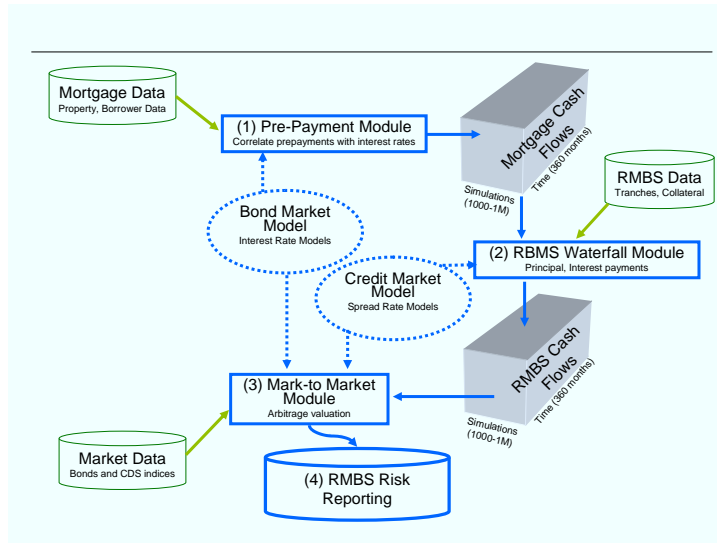 Mortgage Data
Property, Borrower Data
(1) Pre-Payment Module
Correlate prepayments with interest rates
Mortgage Cash
Flows
Time (360 months)
Simulations
(1000-1M)
RMBS Data
Tranches, Collateral
Bond Market
Model
Interest Rate Models
(2) RBMS Waterfall Module
Principal, Interest payments
Credit Market
Model
Spread Rate Models
RMBS Cash
Flows
Time (360 months)
Simulations
(1000-1M)
(3) Mark-to Market
Module
Arbitrage valuation
Market Data
Bonds and CDS indices
(4) RMBS Risk
Reporting